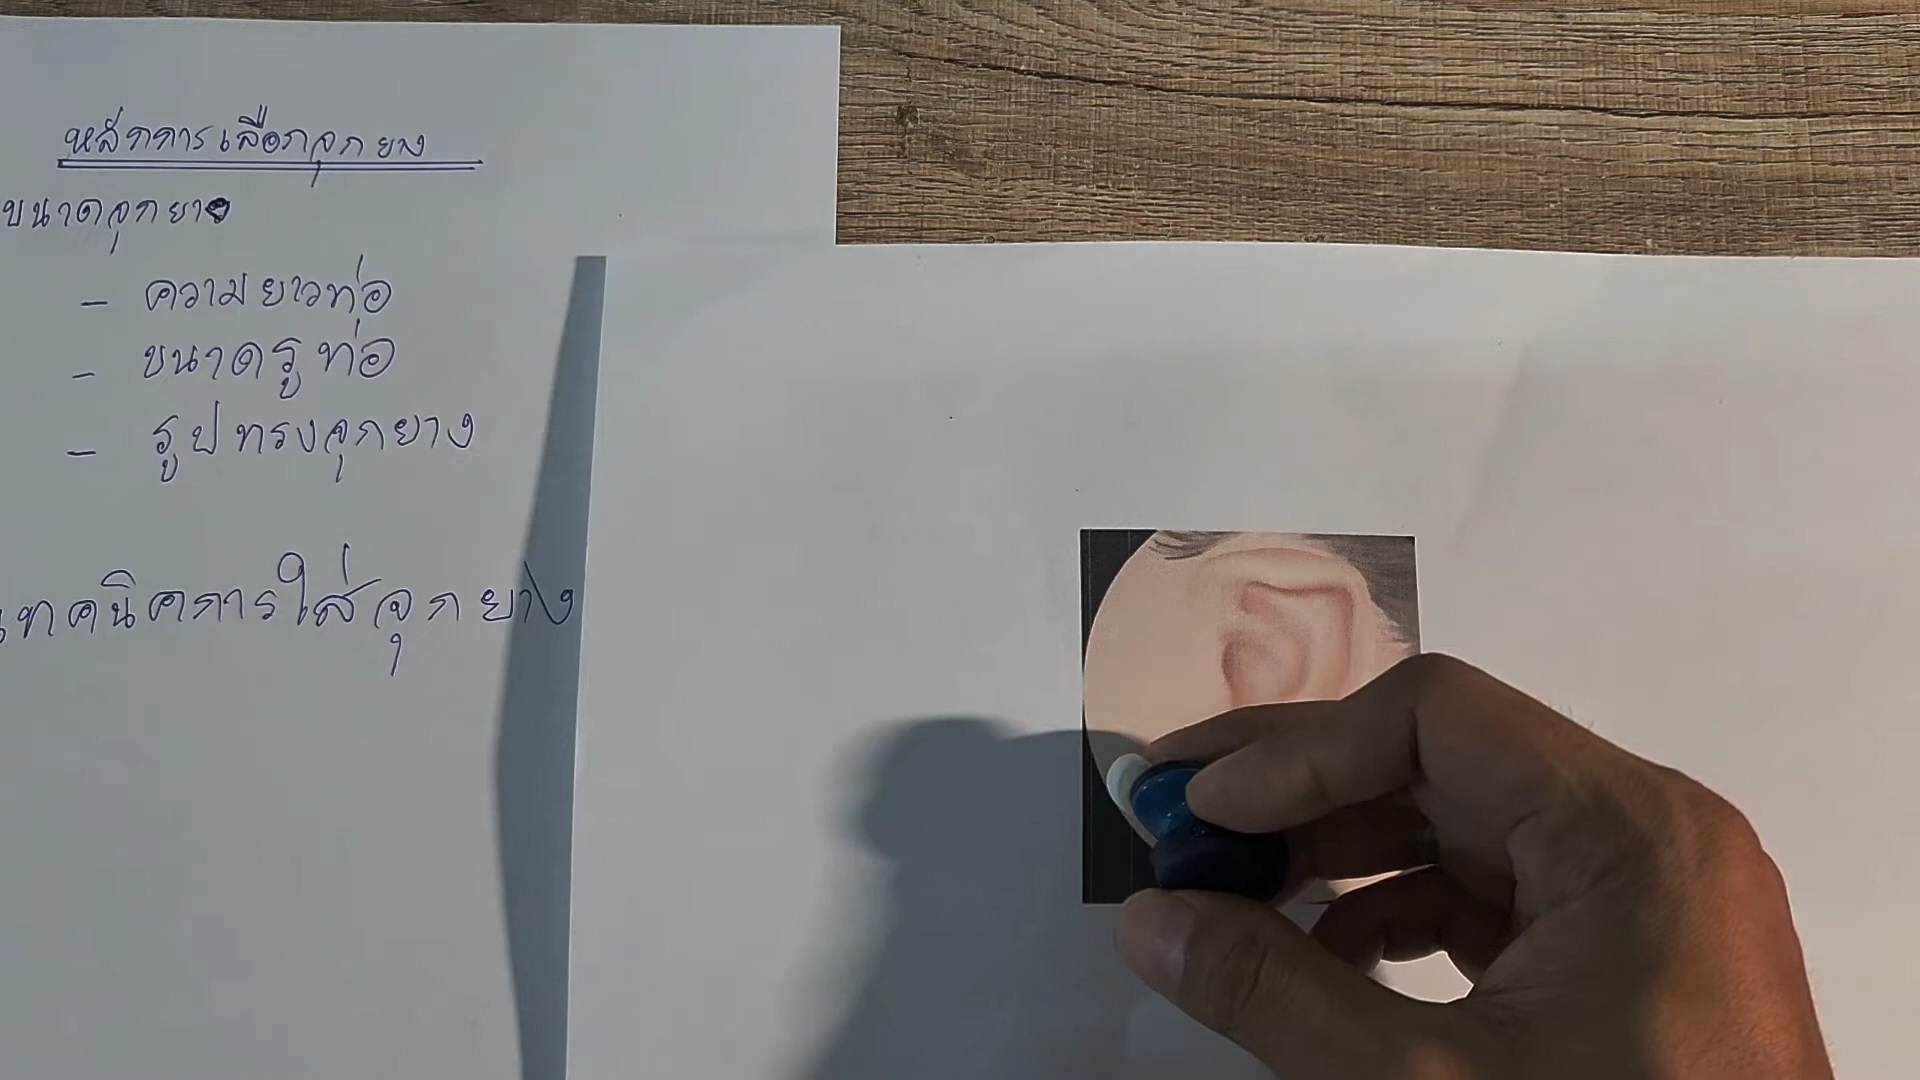 หลักการเลือกจุกยาง
ขนาดจุกยาง
- ความยาวท่อ
- ขนาดรูท่อ
- รูปทรงจุกยาง
เทคนิคการใส่จุกยาง